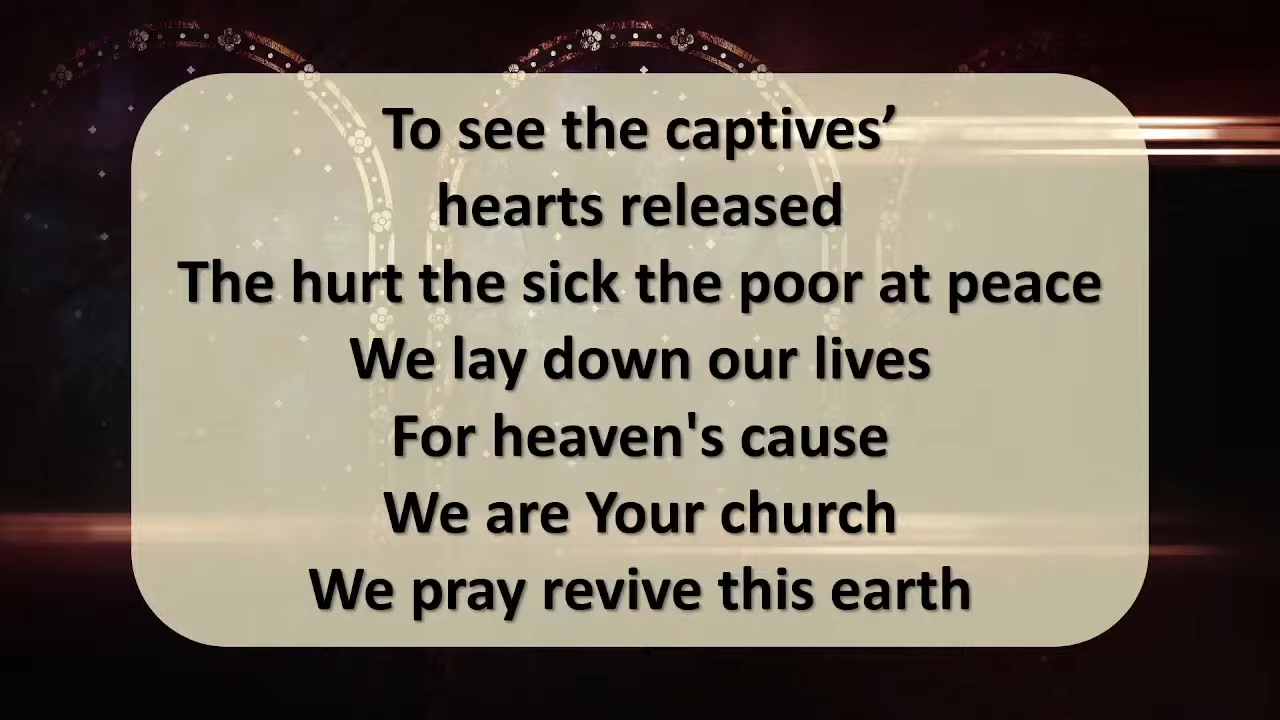 To see the captives’
hearts released
The hurt the sick the poor at peace
We lay down our lives
For heaven's cause
We are Your church
We pray revive this earth